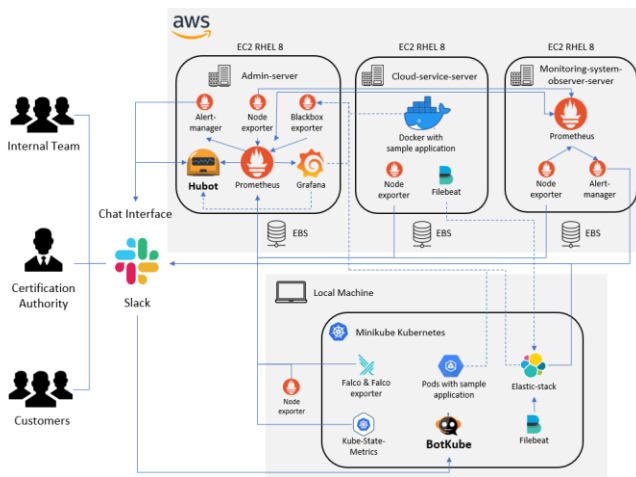 aws
EC2 RHEL 8
EC2 RHEL 8
EC2 RHEL 8
Admin-server
Cloud-service-server
Monitoring-system-
observer-server
Internal Team
Alert-
manager
Node
exporter
Blackbox
exporter
Docker with
sample application
Prometheus
Hubot
Prometheus
Grafana
Node
exporter
Filebeat
Node
exporter
Alert-
manager
Chat Interface
EBS
EBS
EBS
Certification
Authority
Slack
Local Machine
Minikube Kubernetes
Customers
Node
exporter
Falco & Falco
exporter
Pods with sample
application
Elastic-stack
Kube-State-
Metrics
BotKube
Filebeat